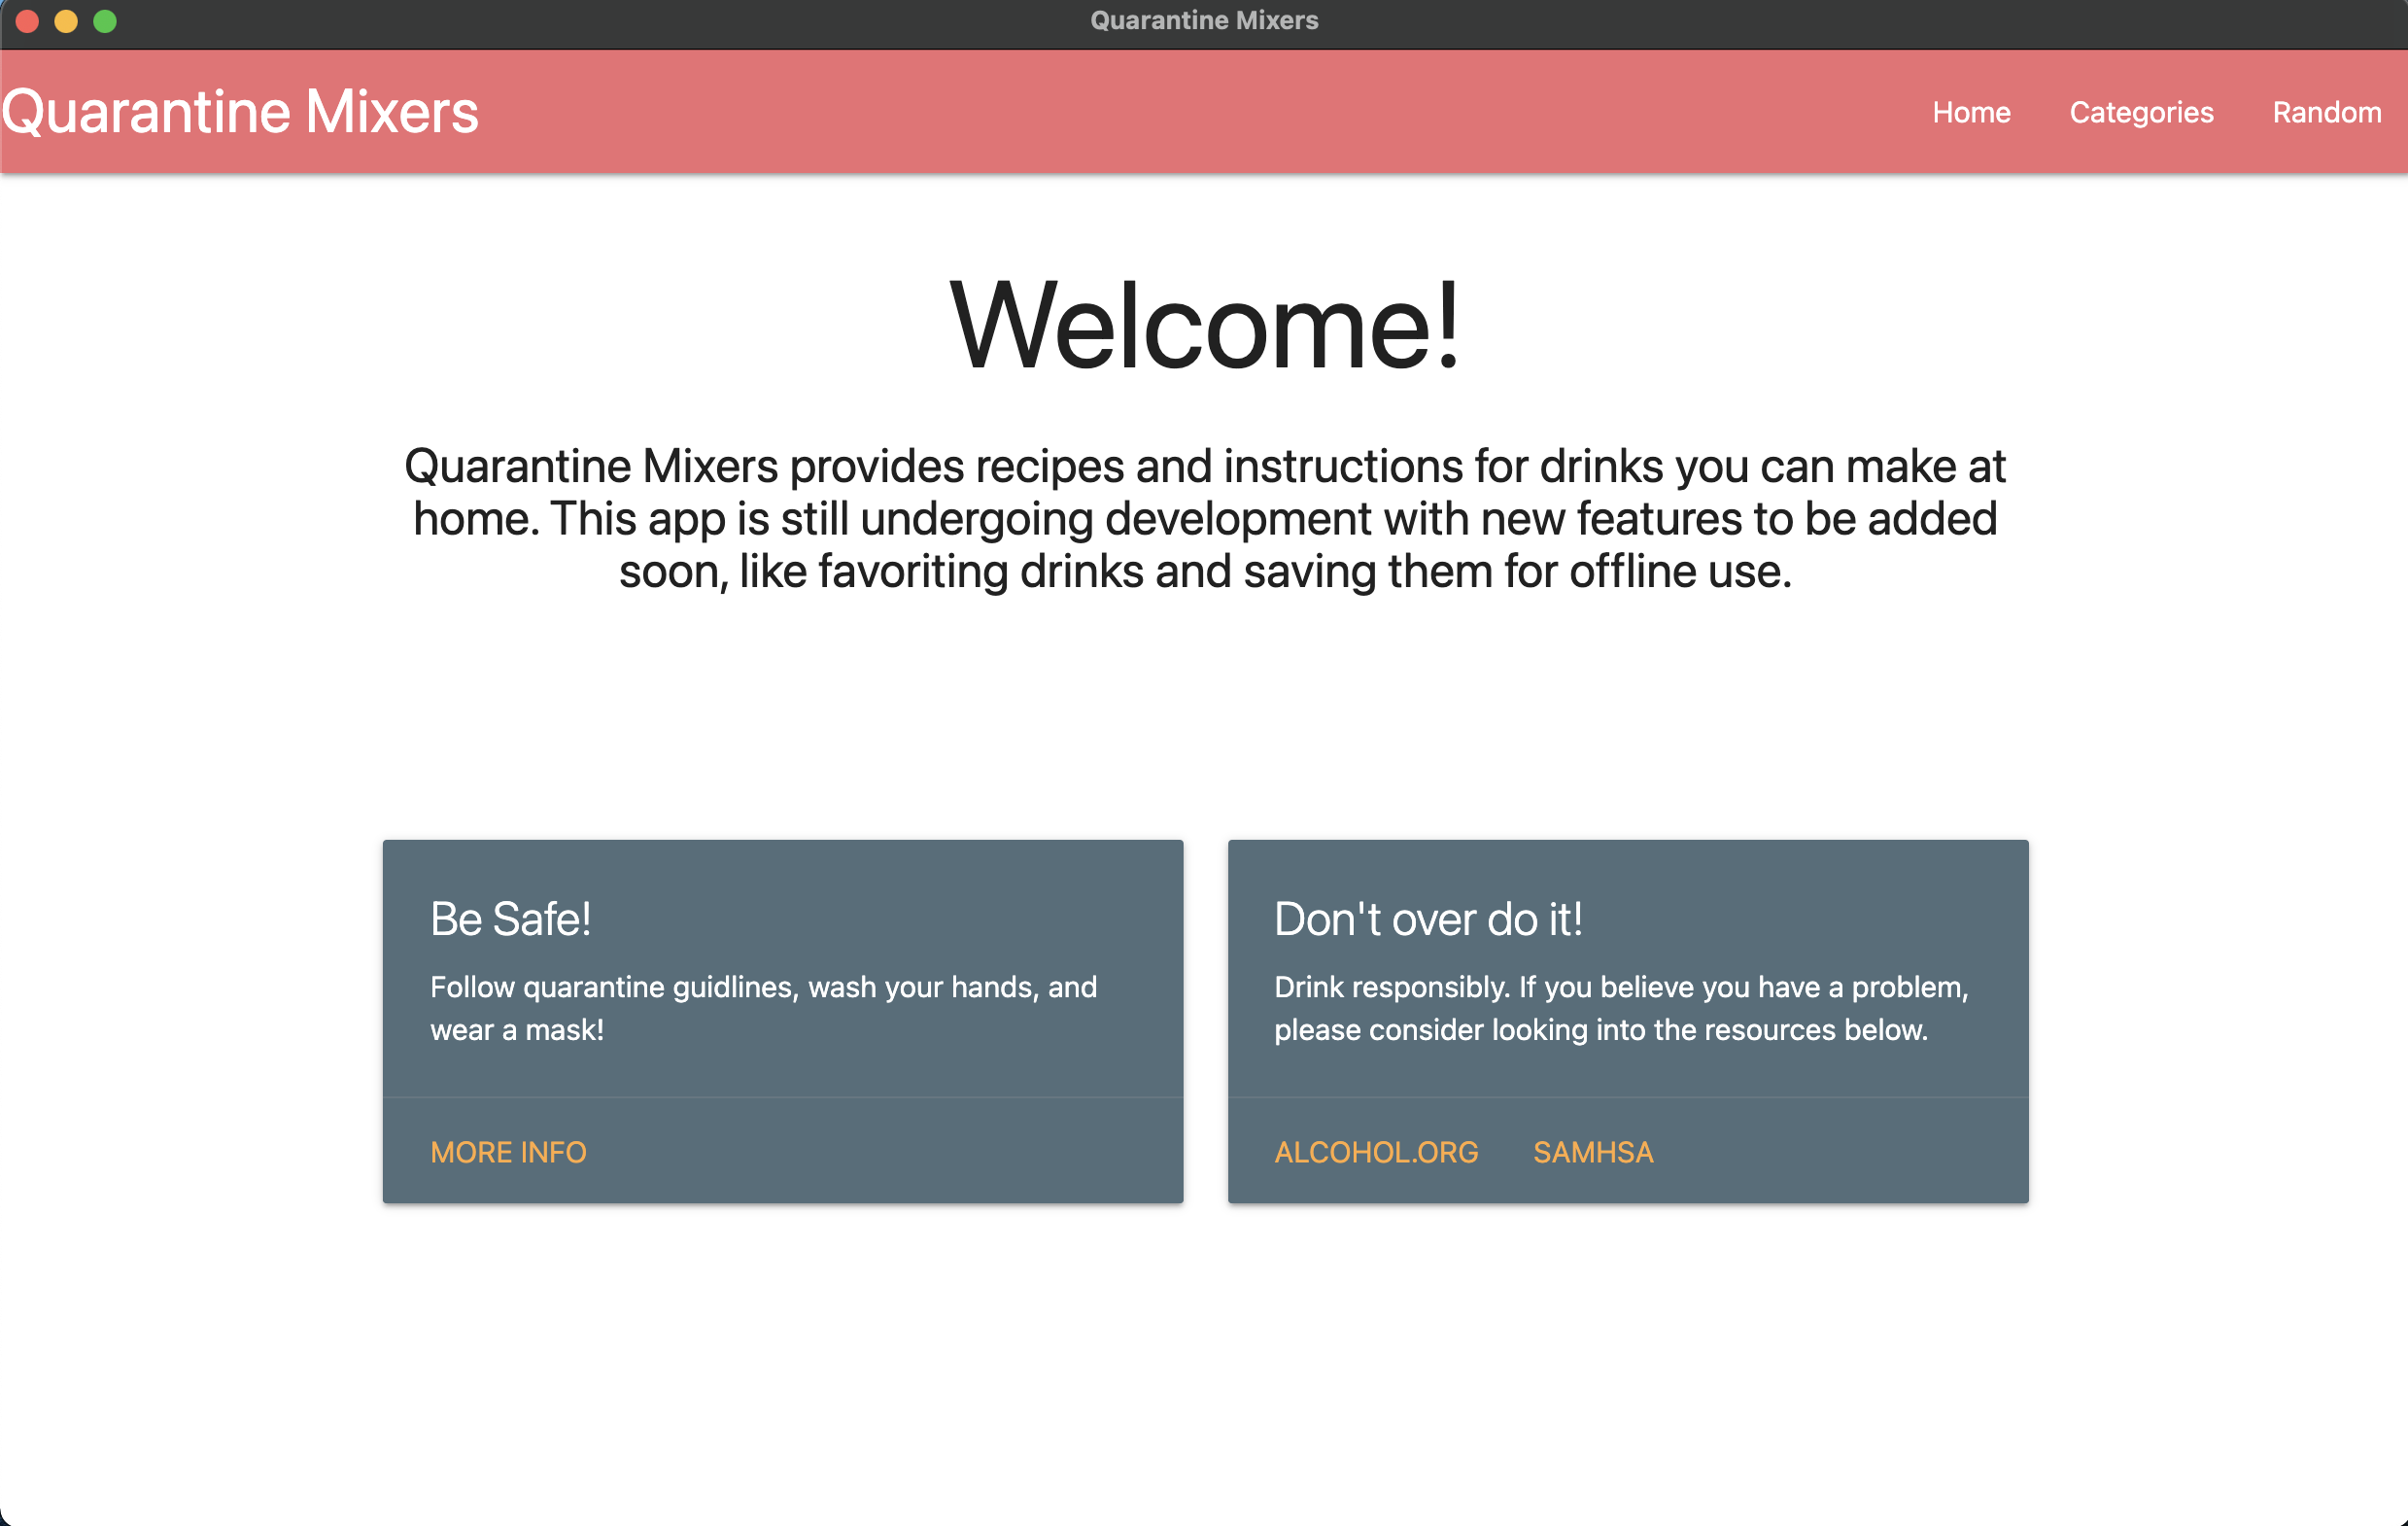 Quarantine Mixers
Quarantine Mixers
Home Categories Random
Welcome!
Quarantine Mixers provides recipes and instructions for drinks you can make at
home. This app is still undergoing development with new features to be added
soon, like favoriting drinks and saving them for offline use.
Be Safe!
Follow quarantine guidlines, wash your hands, and
wear a mask!
MORE INFO
Don't over do it!
Drink responsibly. If you believe you have a problem,
please consider looking into the resources below.
ALCOHOL.ORG SAMHSA